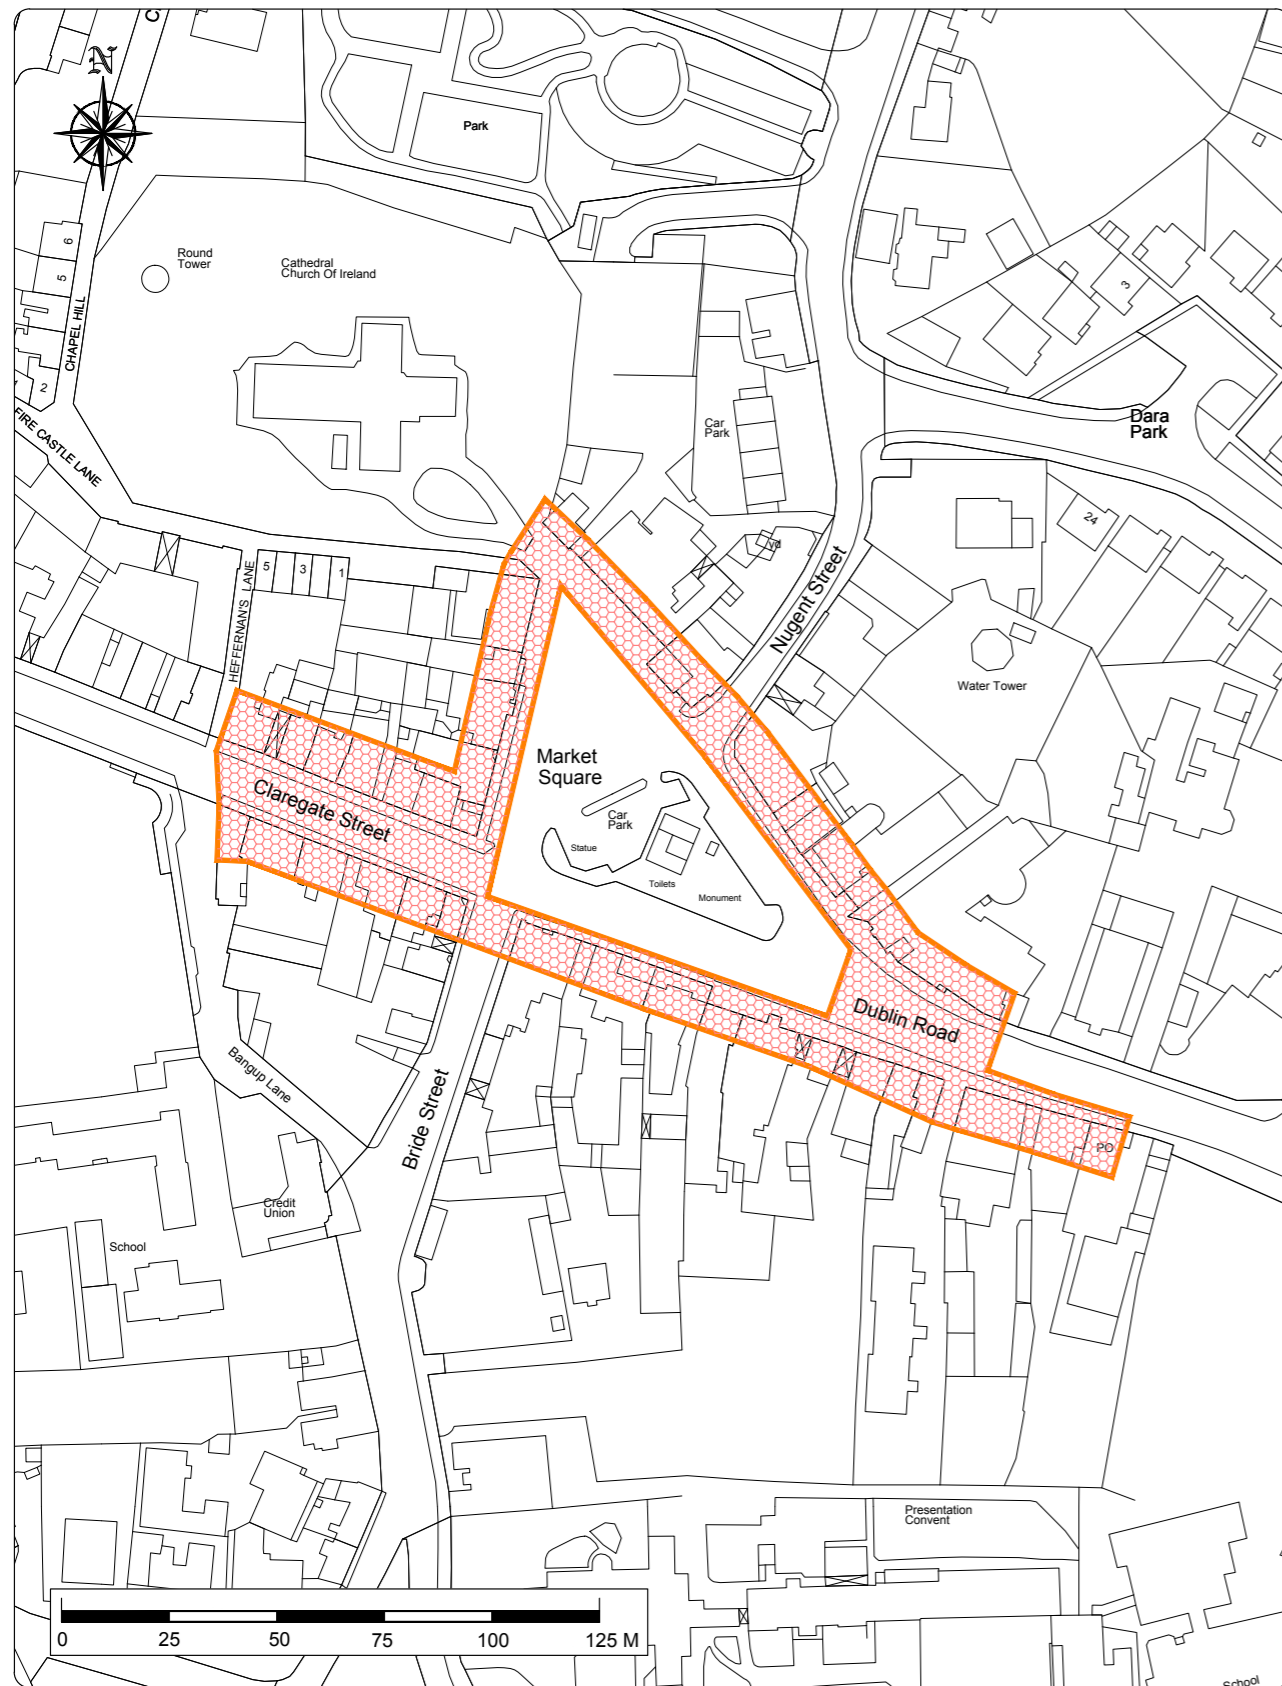 N
Park
6
5
Round
Tower
Cathedral
Church Of Ireland
CHAPEL HILL
3
2
FIRE CASTLE LANE
Car
Park
Dara
Park
24
yd
Nugent Street
HEFFERNAN'S LANE
5
3
1
Water Tower
Market
Square
Claregate Street
Car
Park
Statue
Toilets
Monument
Dublin Road
Bangup Lane
Bride Street
PO
Credit
Union
School
Presentation
Convent
0 25 50 75 100 125 M
School